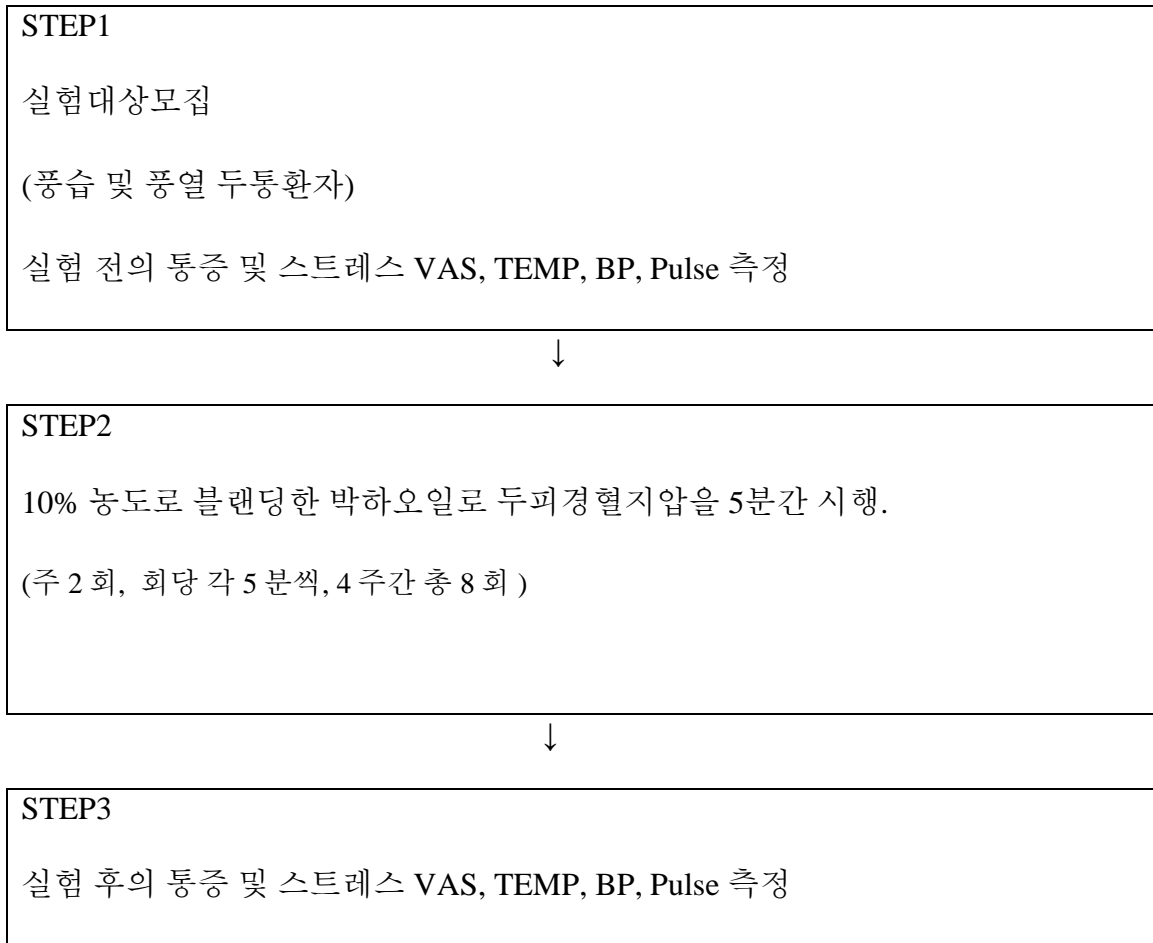 STEP1
실험대상모집
(풍습 및 풍열 두통환자)
실험 전의 통증 및 스트레스 VAS, TEMP, BP, Pulse 측정
↓
STEP2
10% 농도로 블랜딩한 박하오일로 두피경혈지압을 5분간 시행.
(주 2 회, 회당 각 5 분씩, 4 주간 총 8 회 )
↓
STEP3
실험 후의 통증 및 스트레스 VAS, TEMP, BP, Pulse 측정